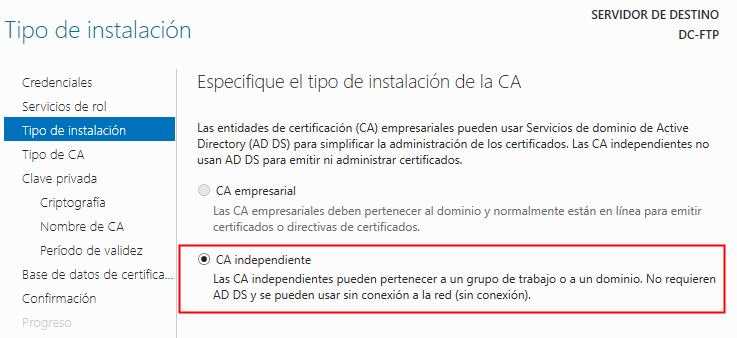 Tipo de instalación
SERVIDOR DE DESTINO
DC-FTP
Credenciales
Servicios de rol
Tipo de instalación
Tipo de CA
Clave privada
Criptografía
Nombre de CA
Período de validez
Base de datos de certifica...
Confirmación
Progreso
Especifique el tipo de instalación de la CA
Las entidades de certificación (CA) empresariales pueden usar Servicios de dominio de Active
Directory (AD DS) para simplificar la administración de los certificados. Las CA independientes no
usan AD DS para emitir ni administrar certificados.
CA empresarial
Las CA empresariales deben pertenecer al dominio y normalmente están en línea para emitir
certificados o directivas de certificados.
CA independiente
Las CA independientes pueden pertenecer a un grupo de trabajo o a un dominio. No requieren
AD DS y se pueden usar sin conexión a la red (sin conexión).